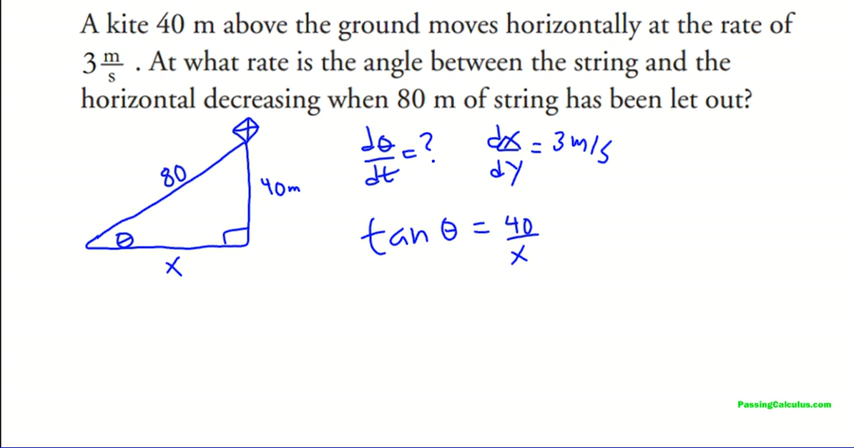 A kite 40 m above the ground moves horizontally at the rate of
3 m/s . At what rate is the angle between the string and the
horizontal decreasing when 80 m of string has been let out?
80
40m
θ
x
dθ/dt = ? dx/dy = 3 m/s
tan θ = 40/x
PassingCalculus.com